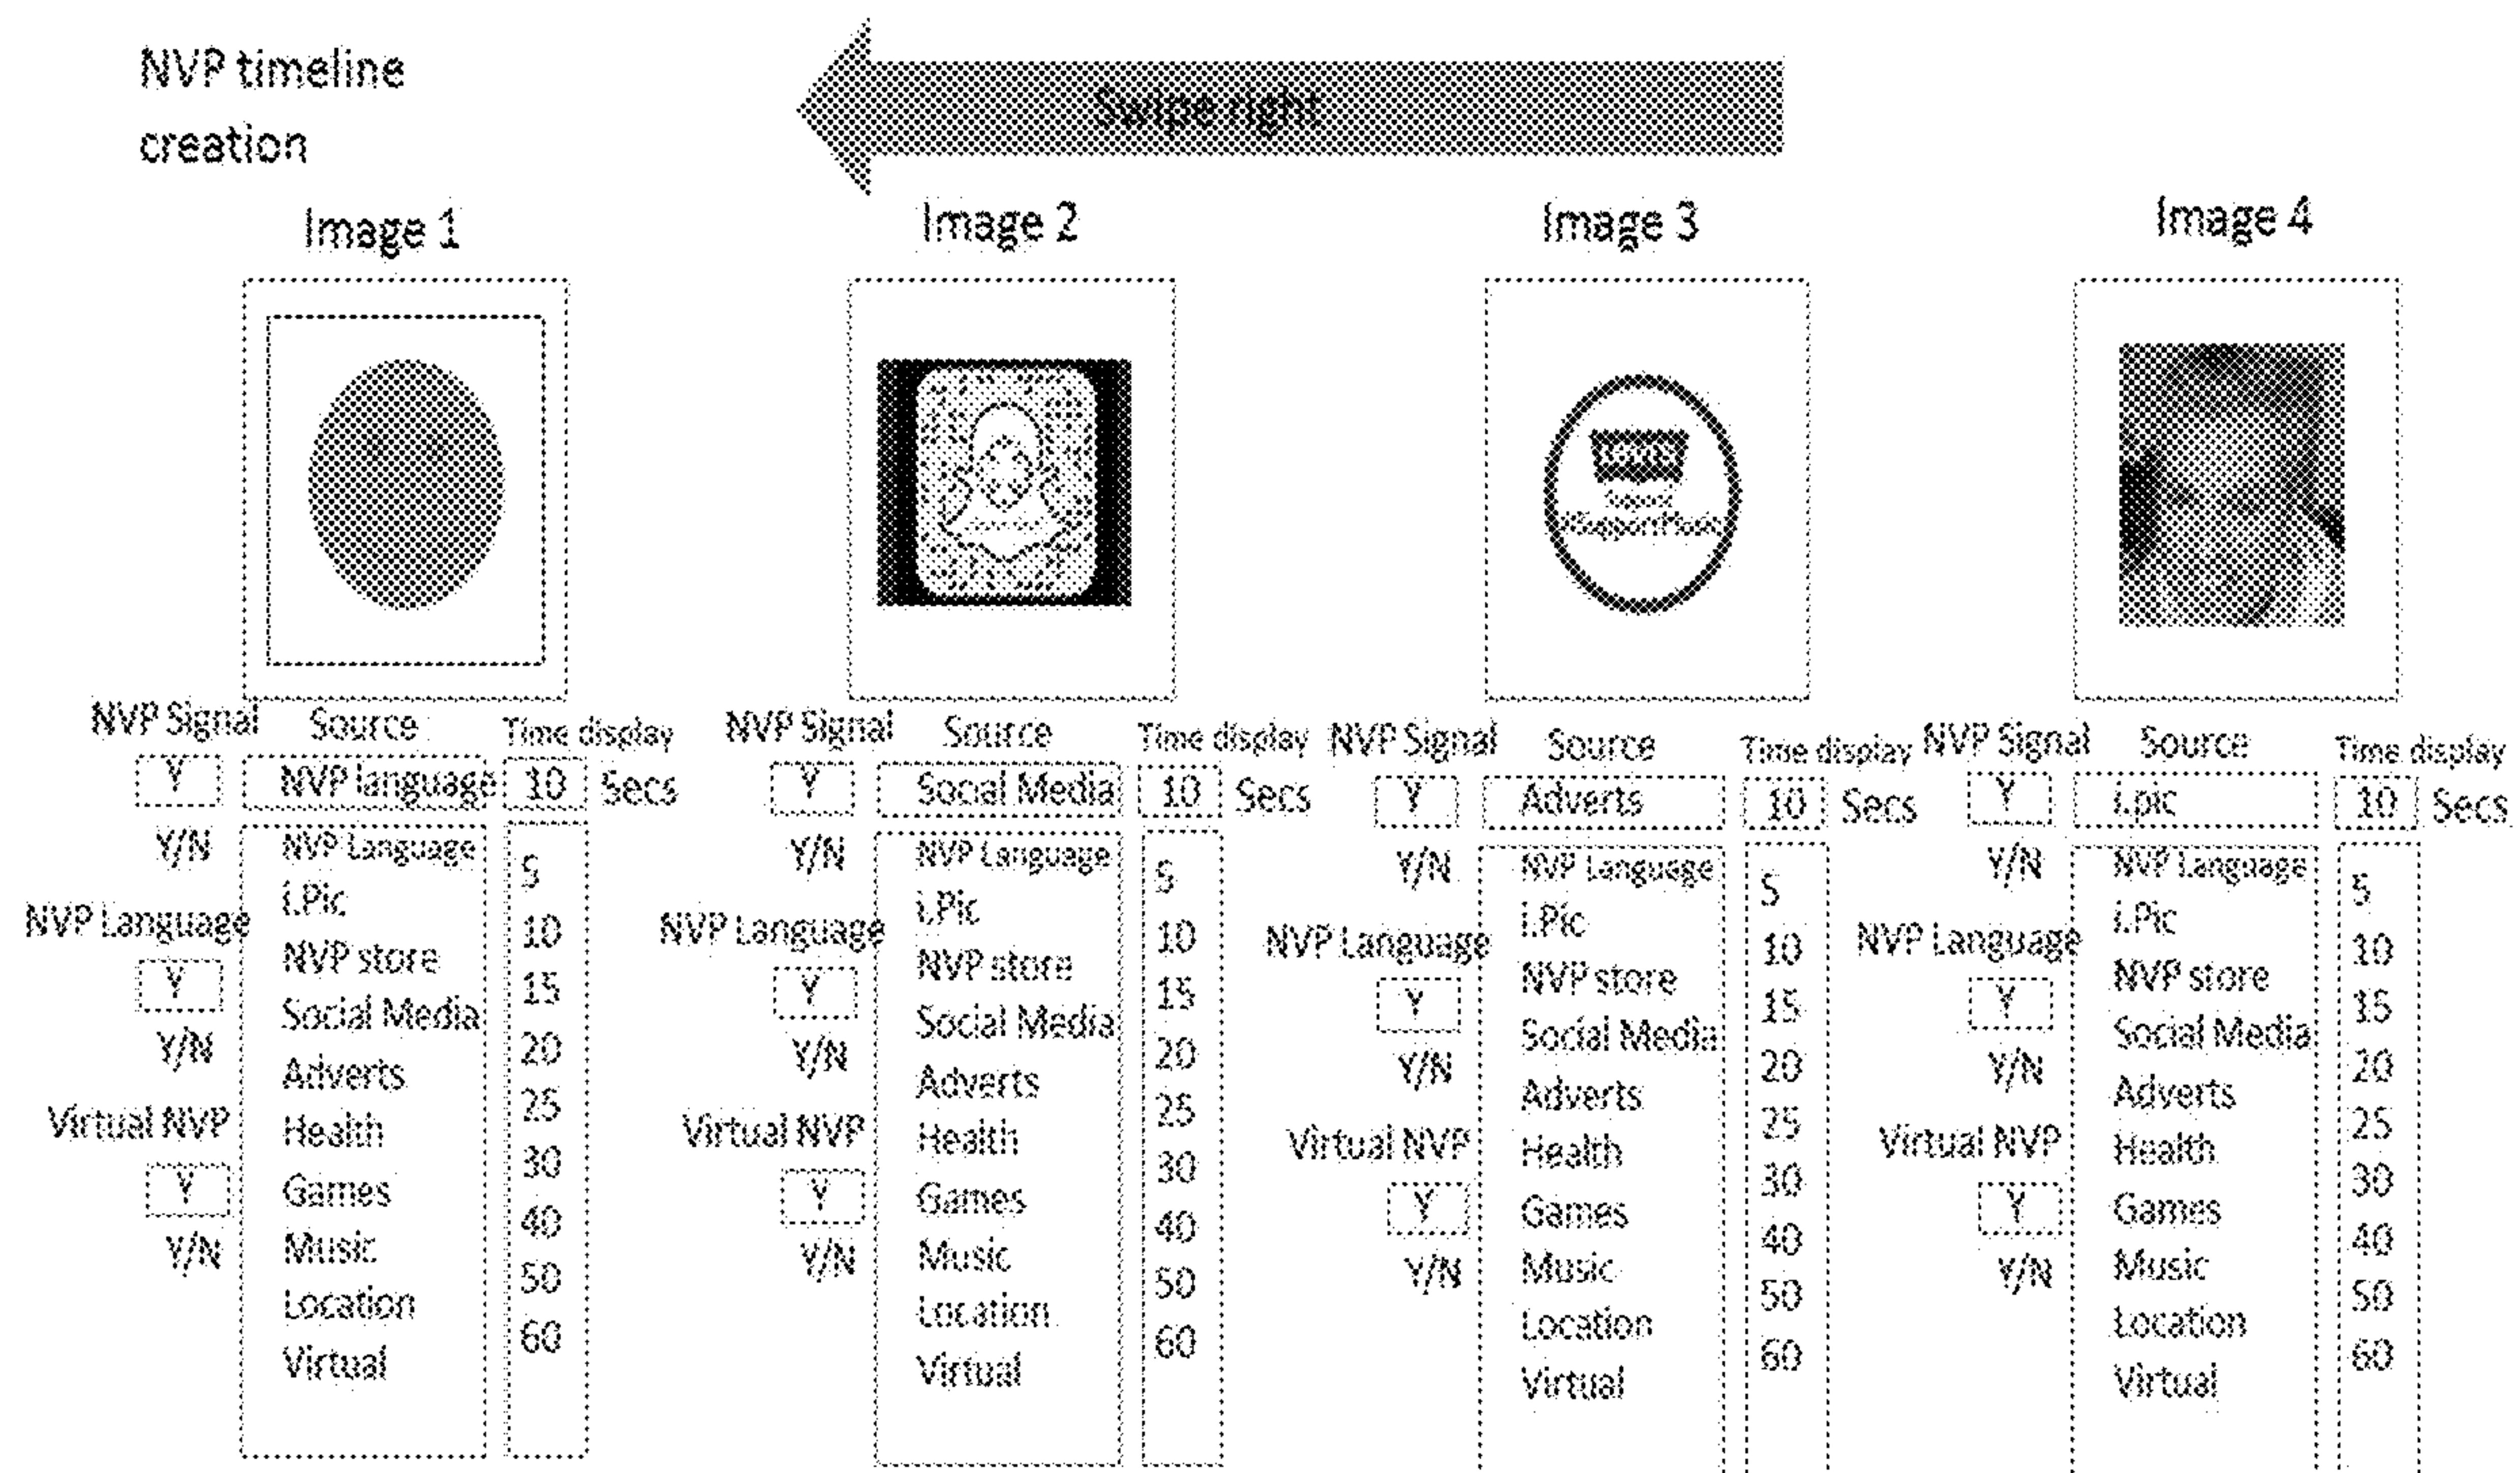 NVP timeline
creation
Swipe right
Image 1
Image 2
Image 3
Image 4
NVP Signal
Source
Time display
Y
NVP language
10
Secs
Y/N
NVP Language
Y
Y/N
Virtual NVP
Y
Y/N
NVP Language
i.Pic
NVP store
Social Media
Adverts
Health
Games
Music
Location
Virtual
5
10
15
20
25
30
40
50
60
NVP Signal
Source
Time display
Y
Social Media
10
Secs
Y/N
NVP Language
Y
Y/N
Virtual NVP
Y
Y/N
NVP Language
i.Pic
NVP store
Social Media
Adverts
Health
Games
Music
Location
Virtual
5
10
15
20
25
30
40
50
60
Levi's
NVP Signal
Source
Time display
Y
Adverts
10
Secs
Y/N
NVP Language
Y
Y/N
Virtual NVP
Y
Y/N
NVP Language
i.Pic
NVP store
Social Media
Adverts
Health
Games
Music
Location
Virtual
5
10
15
20
25
30
40
50
60
NVP Signal
Source
Time display
Y
i.pic
10
Secs
Y/N
NVP Language
Y
Y/N
Virtual NVP
Y
Y/N
NVP Language
i.Pic
NVP store
Social Media
Adverts
Health
Games
Music
Location
Virtual
5
10
15
20
25
30
40
50
60